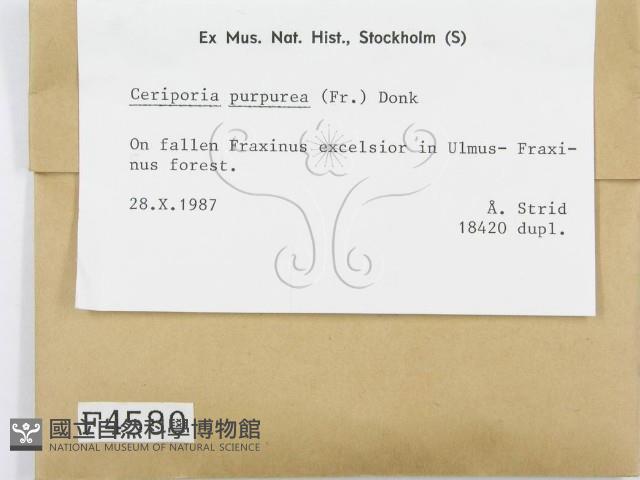 Ex Mus. Nat. Hist., Stockholm (S)
Ceriporia purpurea (Fr.) Donk
On fallen Fraxinus excelsior in Ulmus- Fraxi-
nus forest.
28.X.1987
Å. Strid
18420 dupl.
F4580
國立自然科學博物館
NATIONAL MUSEUM OF NATURAL SCIENCE